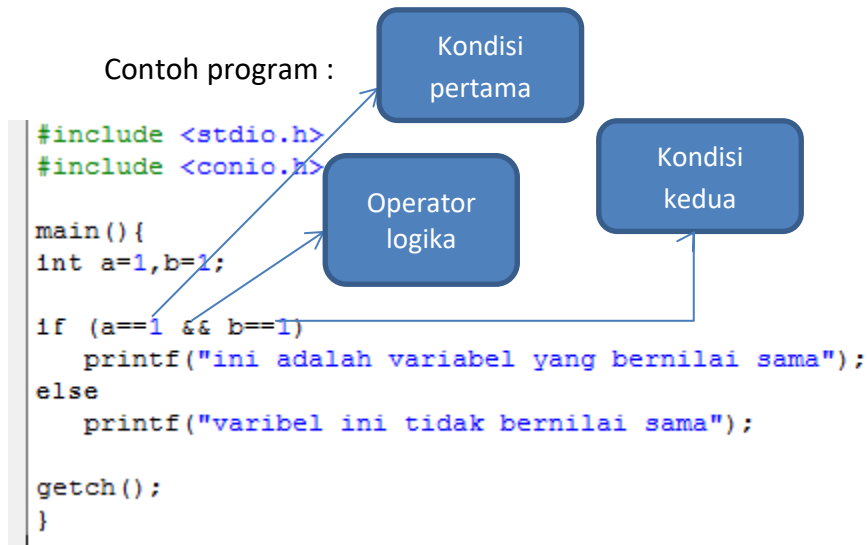 Contoh program :
Kondisi
pertama
#include <stdio.h>
#include <conio.h>
Kondisi
kedua
Operator
logika
main(){
int a=1,b=1;
if (a==1 && b==1)
printf("ini adalah variabel yang bernilai sama");
else
printf("varibel ini tidak bernilai sama");
getch();
}